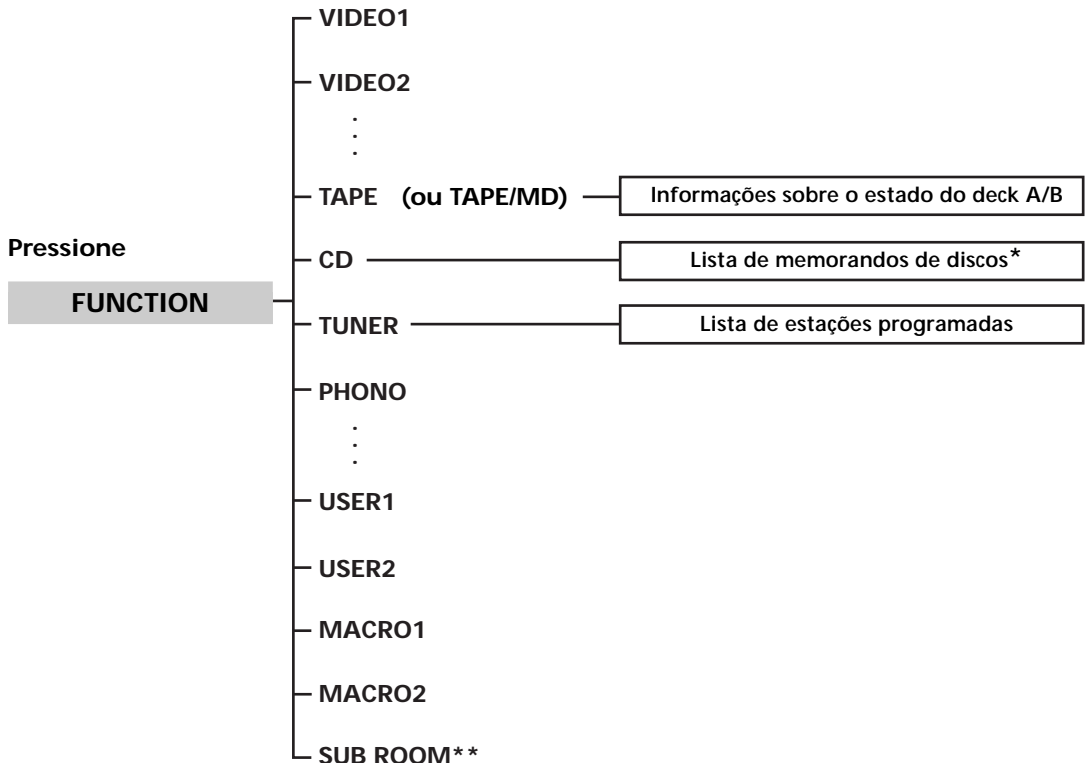 VIDEO1
VIDEO2
.
.
.
TAPE (ou TAPE/MD) Informações sobre o estado do deck A/B
Pressione
CD Lista de memorandos de discos*
FUNCTION
TUNER Lista de estações programadas
PHONO
.
.
.
USER1
USER2
MACRO1
MACRO2
SUB ROOM**